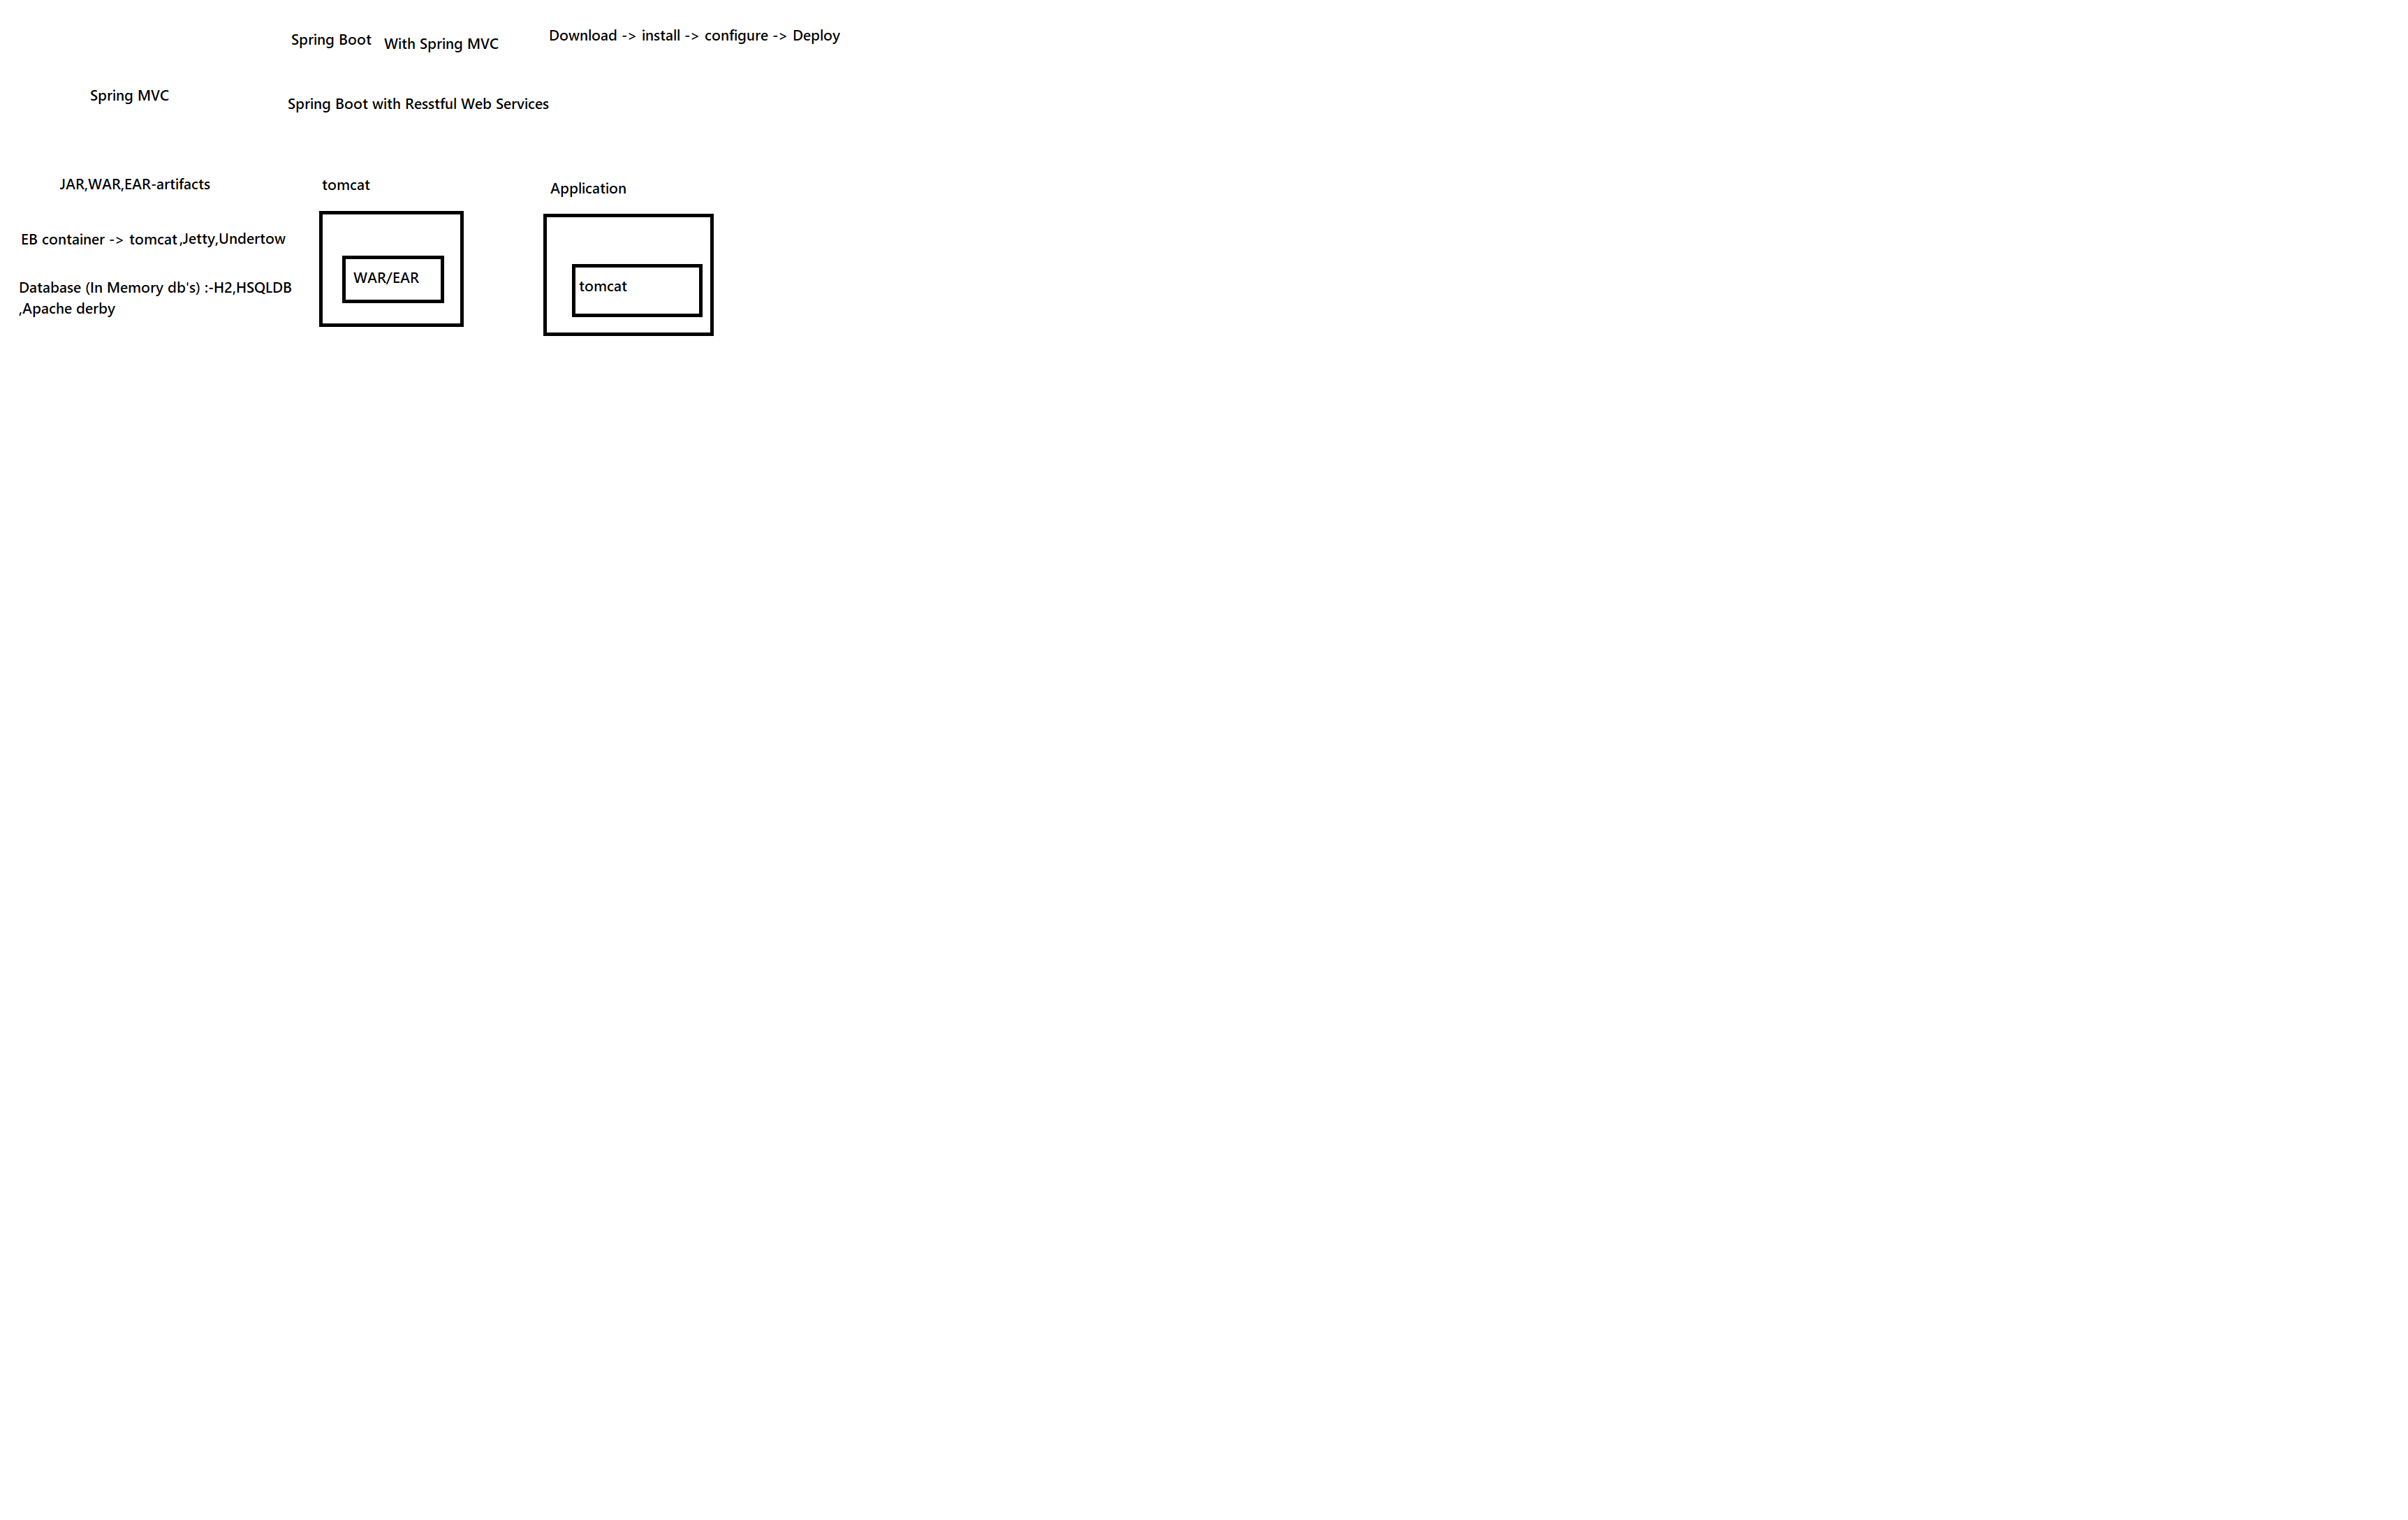 Spring Boot With Spring MVC
Download -> install -> configure -> Deploy
Spring MVC
Spring Boot with Resstful Web Services
JAR,WAR,EAR-artifacts
tomcat
Application
EB container -> tomcat,Jetty,Undertow
WAR/EAR
tomcat
Database (In Memory db's) :-H2,HSQLDB
,Apache derby